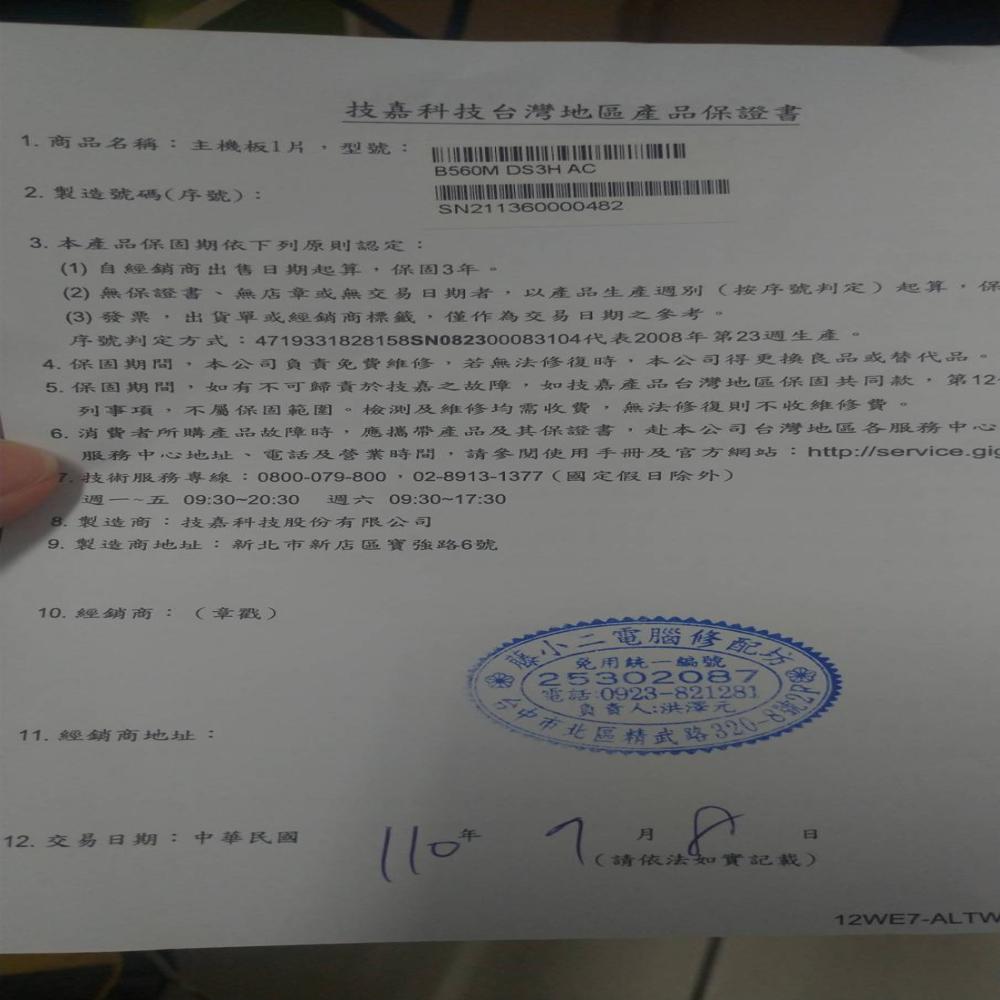 技嘉科技台灣地區產品保證書
1. 商品名稱：主機板1片，型號：
B560M DS3H AC
2. 製造號碼(序號)：
SN211360000482
3. 本產品保固期依下列原則認定：
(1) 自經銷商出售日期起算，保固3年。
(2) 無保證書、無店章或無交易日期者，以產品生產週別（按序號判定）起算，保
(3) 發票，出貨單或經銷商標籤，僅作為交易日期之參考。
序號判定方式：4719331828158SN082300083104代表2008年第23週生產。
4. 保固期間，本公司負責免費維修，若無法修復時，本公司得更換良品或替代品。
5. 保固期間，如有不可歸責於技嘉之故障，如技嘉產品台灣地區保固共同款，第12
列事項，不屬保固範圍。檢測及維修均需收費，無法修復則不收維修費。
6. 消費者所購產品故障時，應攜帶產品及其保證書，赴本公司台灣地區各服務中心
服務中心地址、電話及營業時間，請參閱使用手冊及官方網站：http://service.gig
7. 技術服務專線：0800-079-800，02-8913-1377（國定假日除外）
週一~五 09:30~20:30 週六 09:30~17:30
8. 製造商：技嘉科技股份有限公司
9. 製造商地址：新北市新店區寶強路6號
10. 經銷商：（章戳）
藤小二電腦修配坊
免用統一編號
25302087
電話:0923-821281
負責人:洪澤元
台中市北區精武路320-8號2F
11. 經銷商地址：
12. 交易日期：中華民國 110年 7月 8日
（請依法如實記載）
12WE7-ALTW